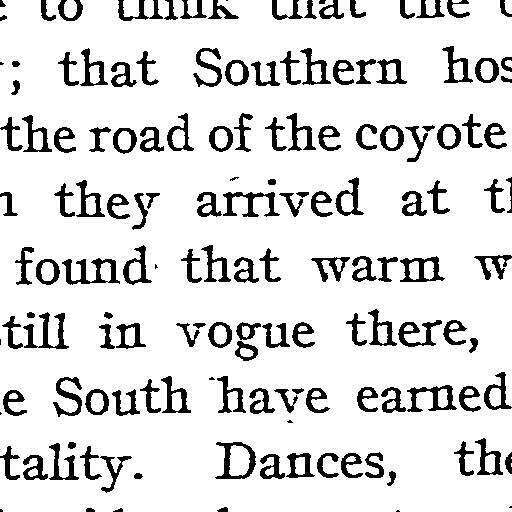 to think that the
; that Southern hos
the road of the coyote
they arrived at th
found that warm w
still in vogue there,
e South have earned
tality. Dances, the